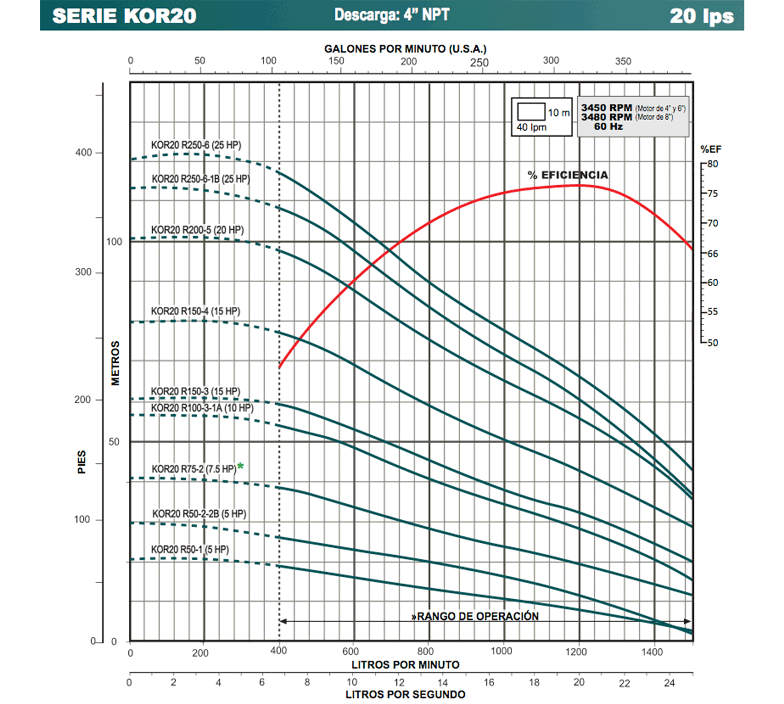 SERIE KOR20
Descarga: 4” NPT
20 lps
GALONES POR MINUTO (U.S.A.)
0 50 100 150 200 250 300 350
10 m
40 lpm
3450 RPM (Motor de 4" y 6")
3480 RPM (Motor de 8")
60 Hz
%EF
80
75
70
66
60
55
50
% EFICIENCIA
KOR20 R250-6 (25 HP)
KOR20 R250-6-1B (25 HP)
KOR20 R200-5 (20 HP)
KOR20 R150-4 (15 HP)
KOR20 R150-3 (15 HP)
KOR20 R100-3-1A (10 HP)
KOR20 R75-2 (7.5 HP)*
KOR20 R50-2-2B (5 HP)
KOR20 R50-1 (5 HP)
PIES
400
300
200
100
0
METROS
100
50
0
»RANGO DE OPERACIÓN
0 200 400 600 800 1000 1200 1400
LITROS POR MINUTO
0 2 4 6 8 10 12 14 16 18 20 22 24
LITROS POR SEGUNDO